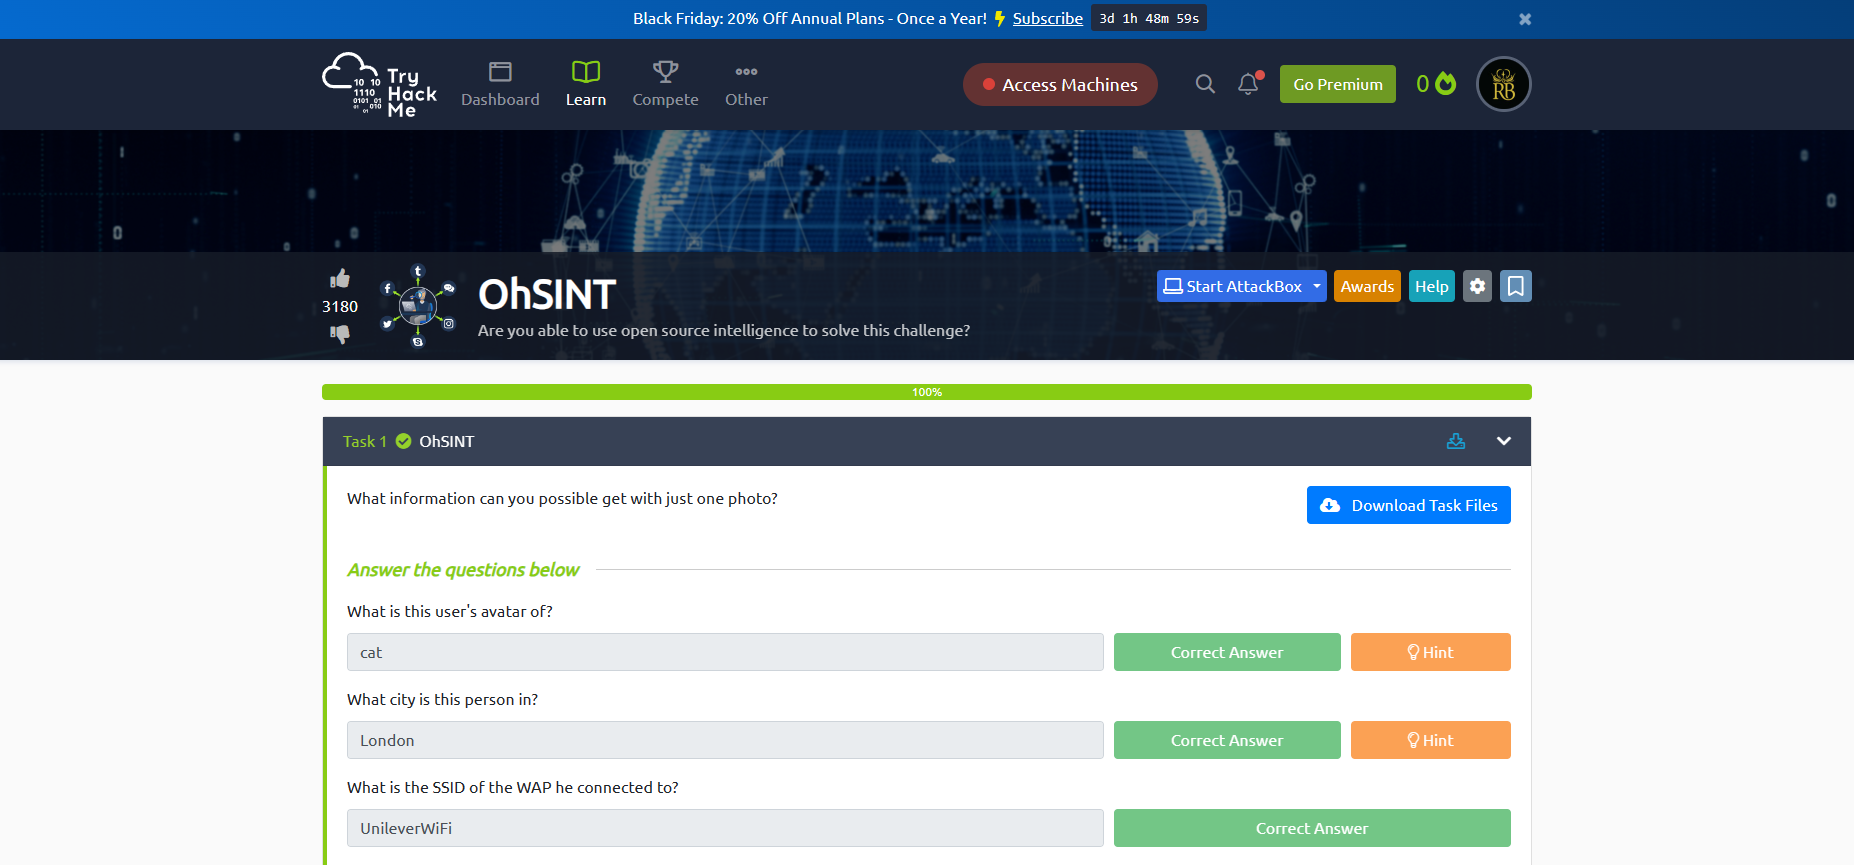 Black Friday: 20% Off Annual Plans - Once a Year! Subscribe 3d 1h 48m 59s
Try Hack Me
Dashboard Learn Compete Other
Access Machines
Go Premium
0
RB
3180
OhSINT
Are you able to use open source intelligence to solve this challenge?
Start AttackBox Awards Help
100%
Task 1 OhSINT
What information can you possible get with just one photo?
Download Task Files
Answer the questions below
What is this user's avatar of?
cat Correct Answer Hint
What city is this person in?
London Correct Answer Hint
What is the SSID of the WAP he connected to?
UnileverWiFi Correct Answer